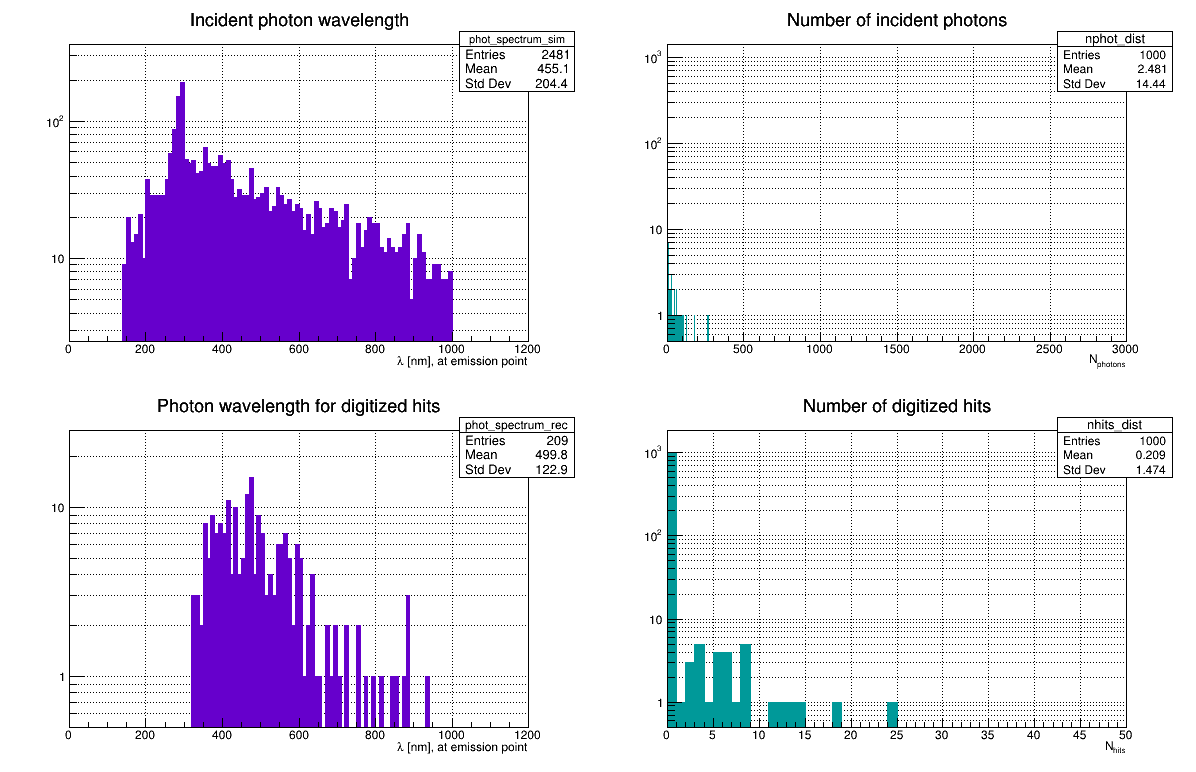 Incident photon wavelength
phot_spectrum_sim
Entries 2481
Mean 455.1
Std Dev 204.4
10²
10
0 200 400 600 800 1000 1200
λ [nm], at emission point
Number of incident photons
nphot_dist
Entries 1000
Mean 2.481
Std Dev 14.44
10³
10²
10
1
0 500 1000 1500 2000 2500 3000
N photons
Photon wavelength for digitized hits
phot_spectrum_rec
Entries 209
Mean 499.8
Std Dev 122.9
10
1
0 200 400 600 800 1000 1200
λ [nm], at emission point
Number of digitized hits
nhits_dist
Entries 1000
Mean 0.209
Std Dev 1.474
10³
10²
10
1
0 5 10 15 20 25 30 35 40 45 50
N hits